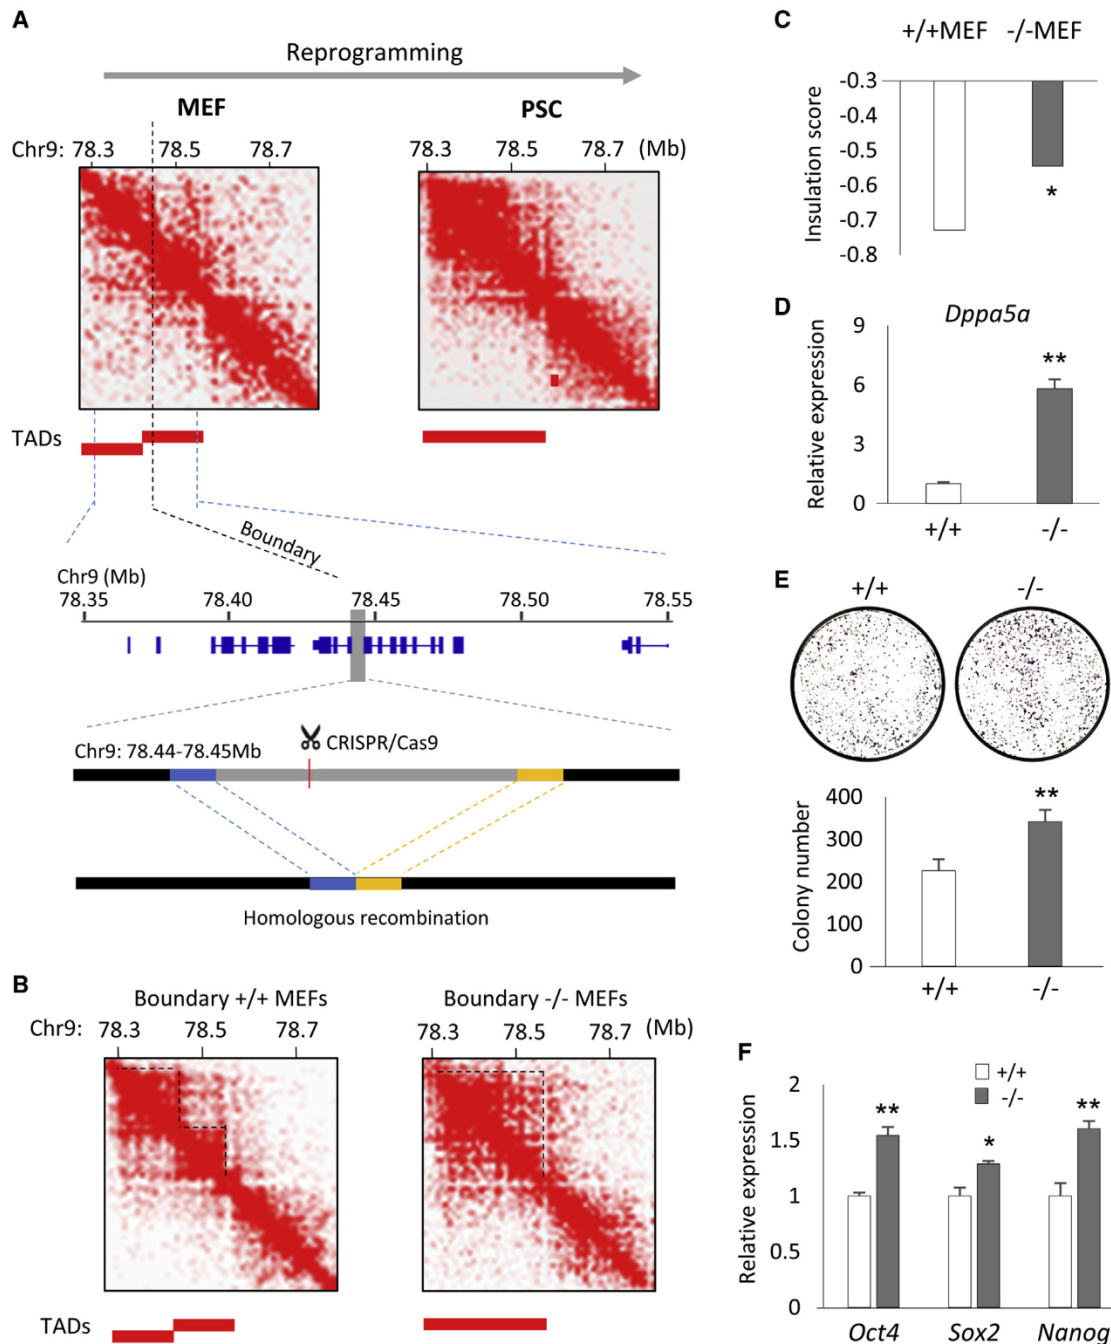 A
Reprogramming
MEF
PSC
Chr9: 78.3 78.5 78.7
78.3 78.5 78.7 (Mb)
TADs
Boundary
Chr9 (Mb)
78.35 78.40 78.45 78.50 78.55
CRISPR/Cas9
Chr9: 78.44-78.45Mb
Homologous recombination
B
Boundary +/+ MEFs
Boundary -/- MEFs
Chr9: 78.3 78.5 78.7
78.3 78.5 78.7 (Mb)
TADs
C
+/+MEF -/-MEF
Insulation score
-0.3
-0.4
-0.5
-0.6
-0.7
-0.8
*
D
Dppa5a
Relative expression
9
6
3
0
**
+/+ -/-
E
+/+ -/-
Colony number
400
300
200
100
0
**
+/+ -/-
F
+/+
-/-
Relative expression
2
1.5
1
0.5
0
** * **
Oct4 Sox2 Nanog